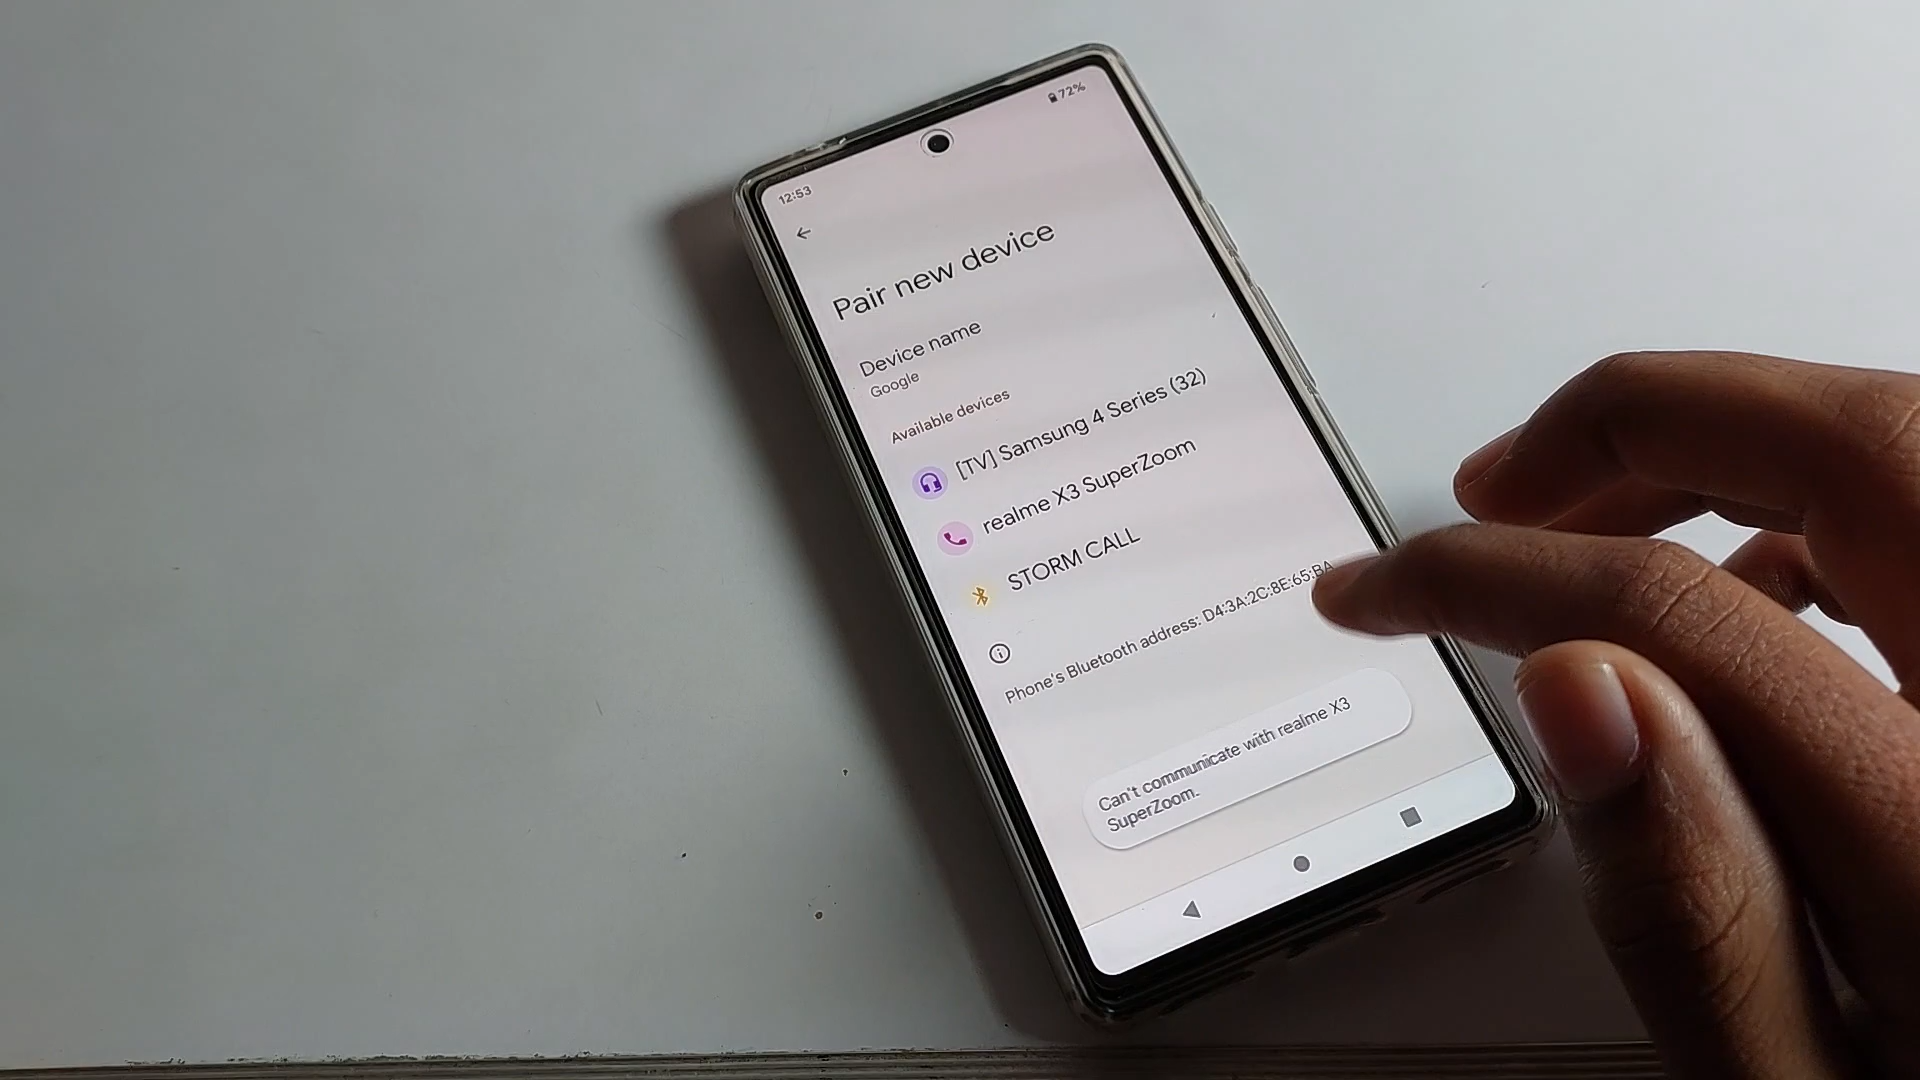 72%
12:53
Pair new device
Device name
Google
Available devices
[TV] Samsung 4 Series (32)
realme X3 SuperZoom
STORM CALL
Phone's Bluetooth address: D4:3A:2C:8E:65:BA
Can't communicate with realme X3
SuperZoom.